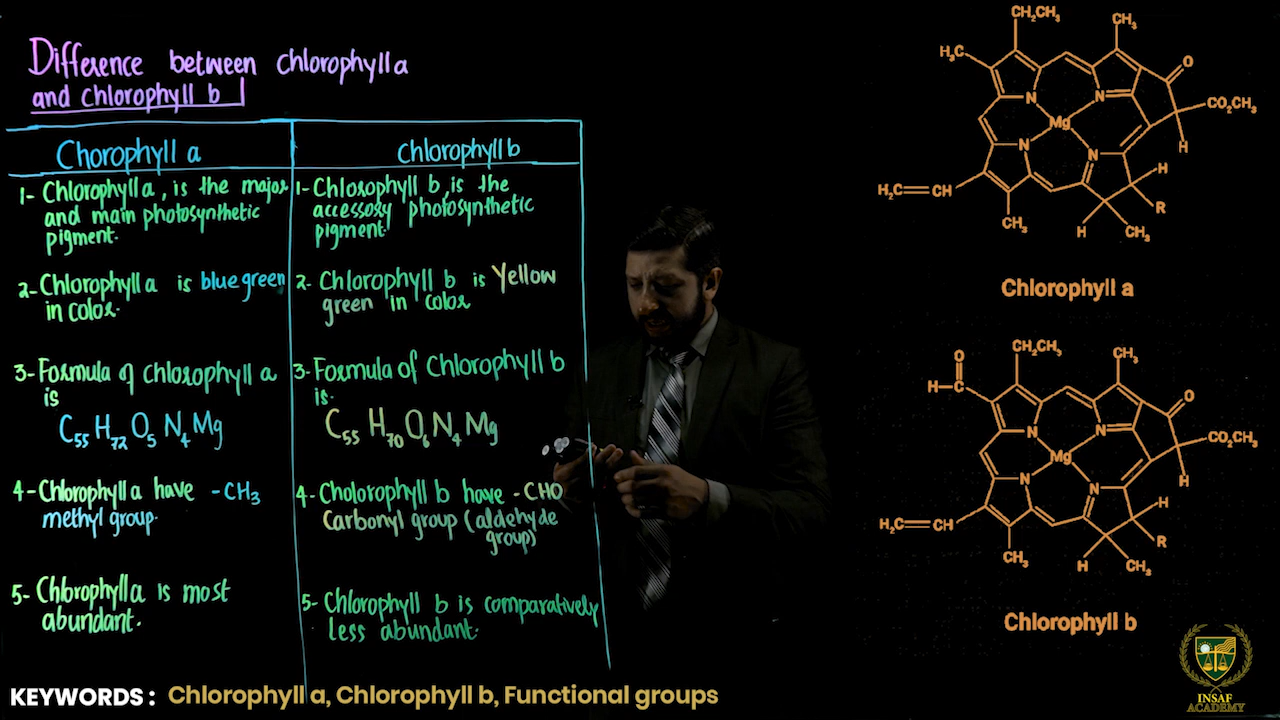 Difference between chlorophyll a
and Chlorophyll b
Chorophyll a
Chlorophyll b
1- Chlorophyll a, is the major
and main photosynthetic
pigment.
1- Chlorophyll b, is the
accessory photosynthetic
pigment.
2- Chlorophyll a is blue green
in color.
2- Chlorophyll b is Yellow
green in color
3- Formula of chlorophyll a
is
C55 H72 O5 N4 Mg
3- Formula of Chlorophyll b
is.
C55 H70 O6 N4 Mg
4- Chlorophyll a have -CH3
methyl group.
4- Cholorophyll b have -CHO
Carbonyl group (aldehyde
group)
5- Chlorophyll a is most
abundant.
5- Chlorophyll b is comparatively
less abundant.
KEYWORDS : Chlorophyll a, Chlorophyll b, Functional groups
CH2CH3
CH3
H3C
O
N
N
CO2CH3
Mg
H
N
N
H
H2C
CH
R
CH3
H
CH3
Chlorophyll a
O
CH2CH3
CH3
H-C
O
N
N
CO2CH3
Mg
H
N
N
H
H2C
CH
R
CH3
H
CH3
Chlorophyll b
INSAF
ACADEMY